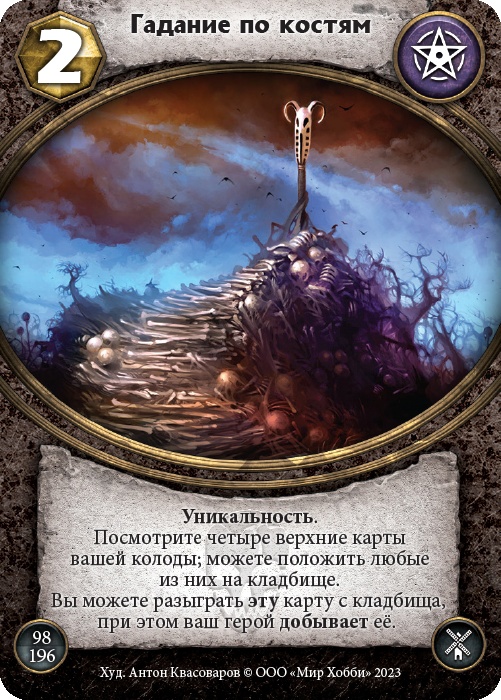 Гадание по костям
2
Уникальность.
Посмотрите четыре верхние карты
вашей колоды; можете положить любые
из них на кладбище.
Вы можете разыграть эту карту с кладбища,
при этом ваш герой добывает её.
98
196
Худ. Антон Квасоваров © ООО «Мир Хобби» 2023